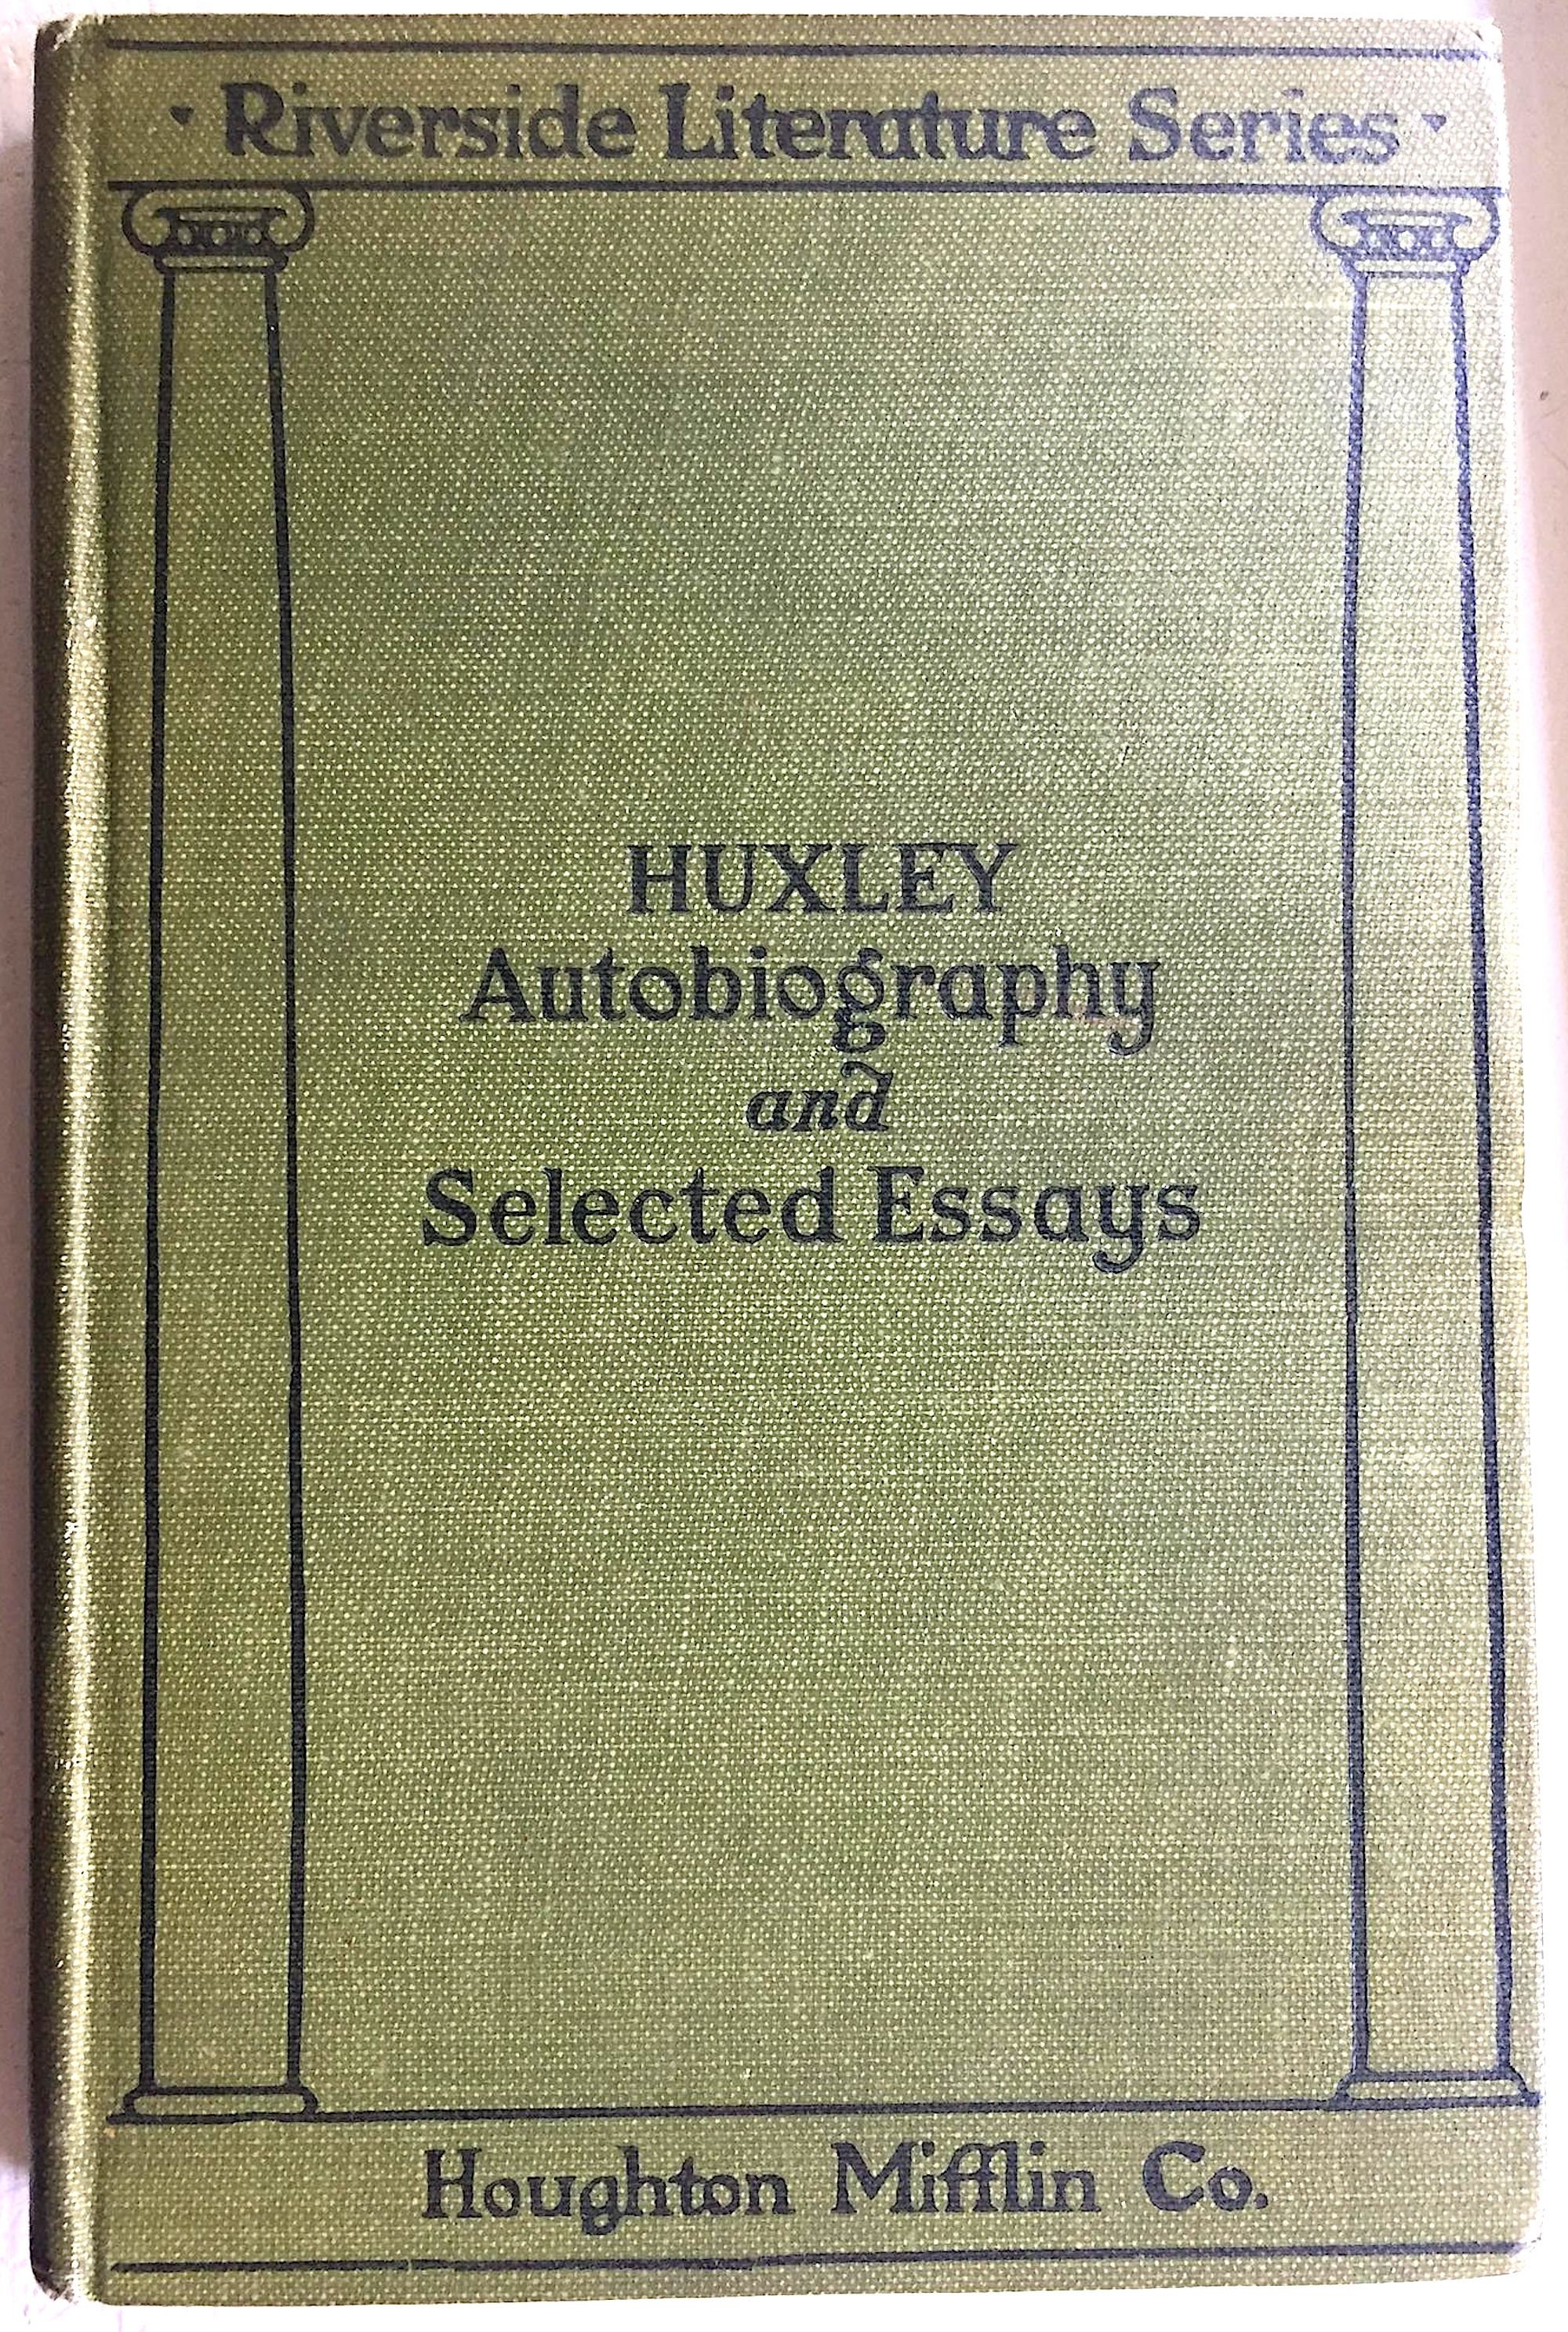 Riverside Literature Series
HUXLEY
Autobiography
and
Selected Essays
Houghton Mifflin Co.